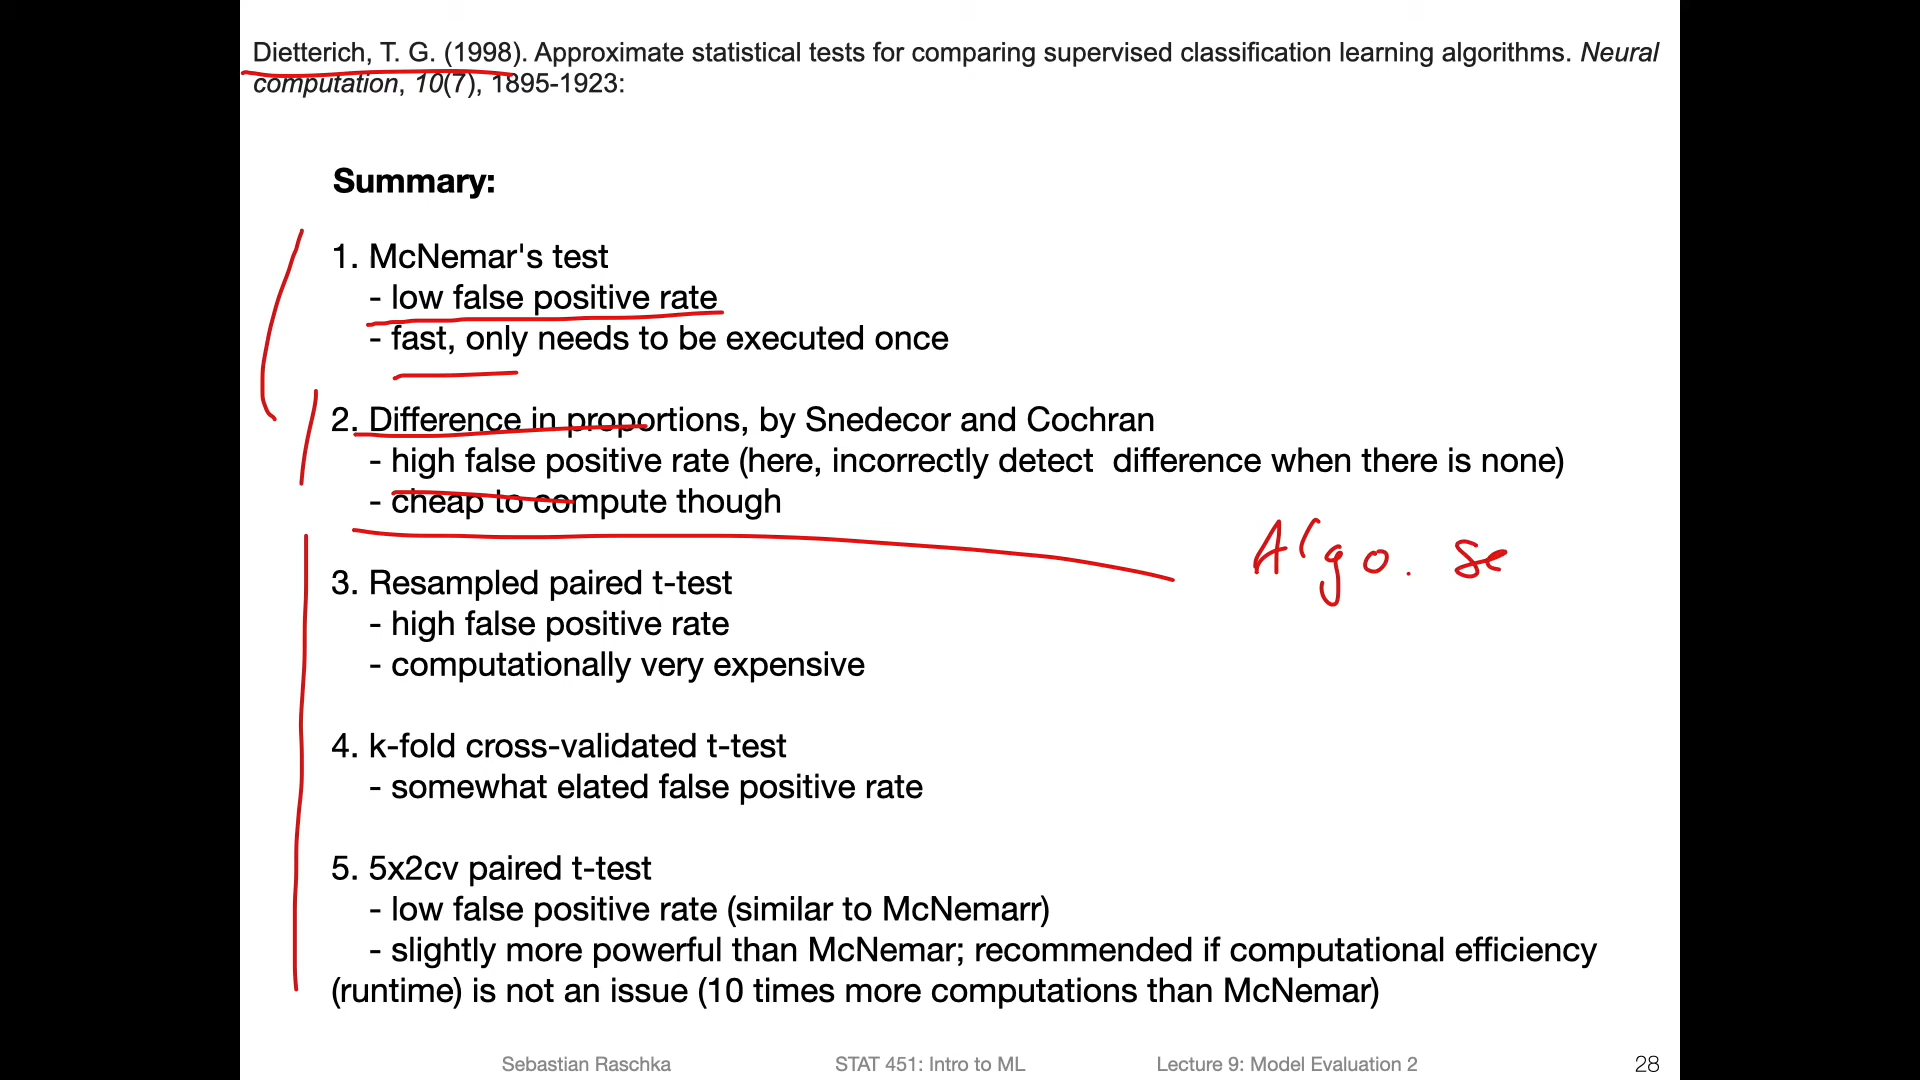 Dietterich, T. G. (1998). Approximate statistical tests for comparing supervised classification learning algorithms. Neural
computation, 10(7), 1895-1923:
Summary:
1. McNemar's test
- low false positive rate
- fast, only needs to be executed once
2. Difference in proportions, by Snedecor and Cochran
- high false positive rate (here, incorrectly detect difference when there is none)
- cheap to compute though
Algo. se
3. Resampled paired t-test
- high false positive rate
- computationally very expensive
4. k-fold cross-validated t-test
- somewhat elated false positive rate
5. 5x2cv paired t-test
- low false positive rate (similar to McNemarr)
- slightly more powerful than McNemar; recommended if computational efficiency
(runtime) is not an issue (10 times more computations than McNemar)
Sebastian Raschka STAT 451: Intro to ML Lecture 9: Model Evaluation 2 28